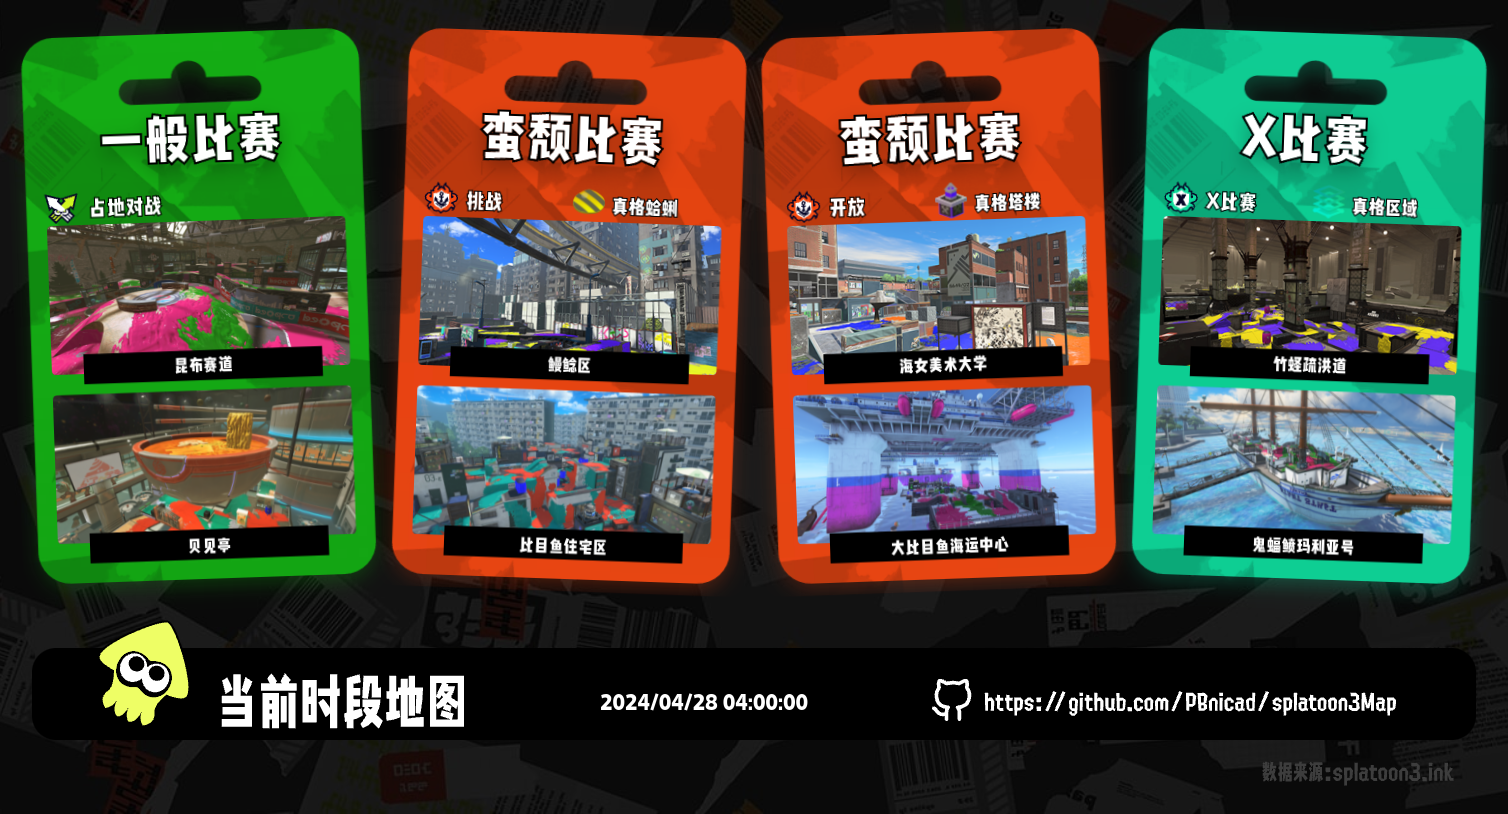 一般比赛
占地对战
昆布赛道
贝贝亭
蛮颓比赛
挑战
真格蛤蜊
鳗鲶区
比目鱼住宅区
蛮颓比赛
开放
真格塔楼
海女美术大学
大比目鱼海运中心
X比赛
X比赛
真格区域
竹蛏疏洪道
鬼蝠鲼玛利亚号
当前时段地图
2024/04/28 04:00:00
https://github.com/PBnicad/splatoon3Map
数据来源:splatoon3.ink